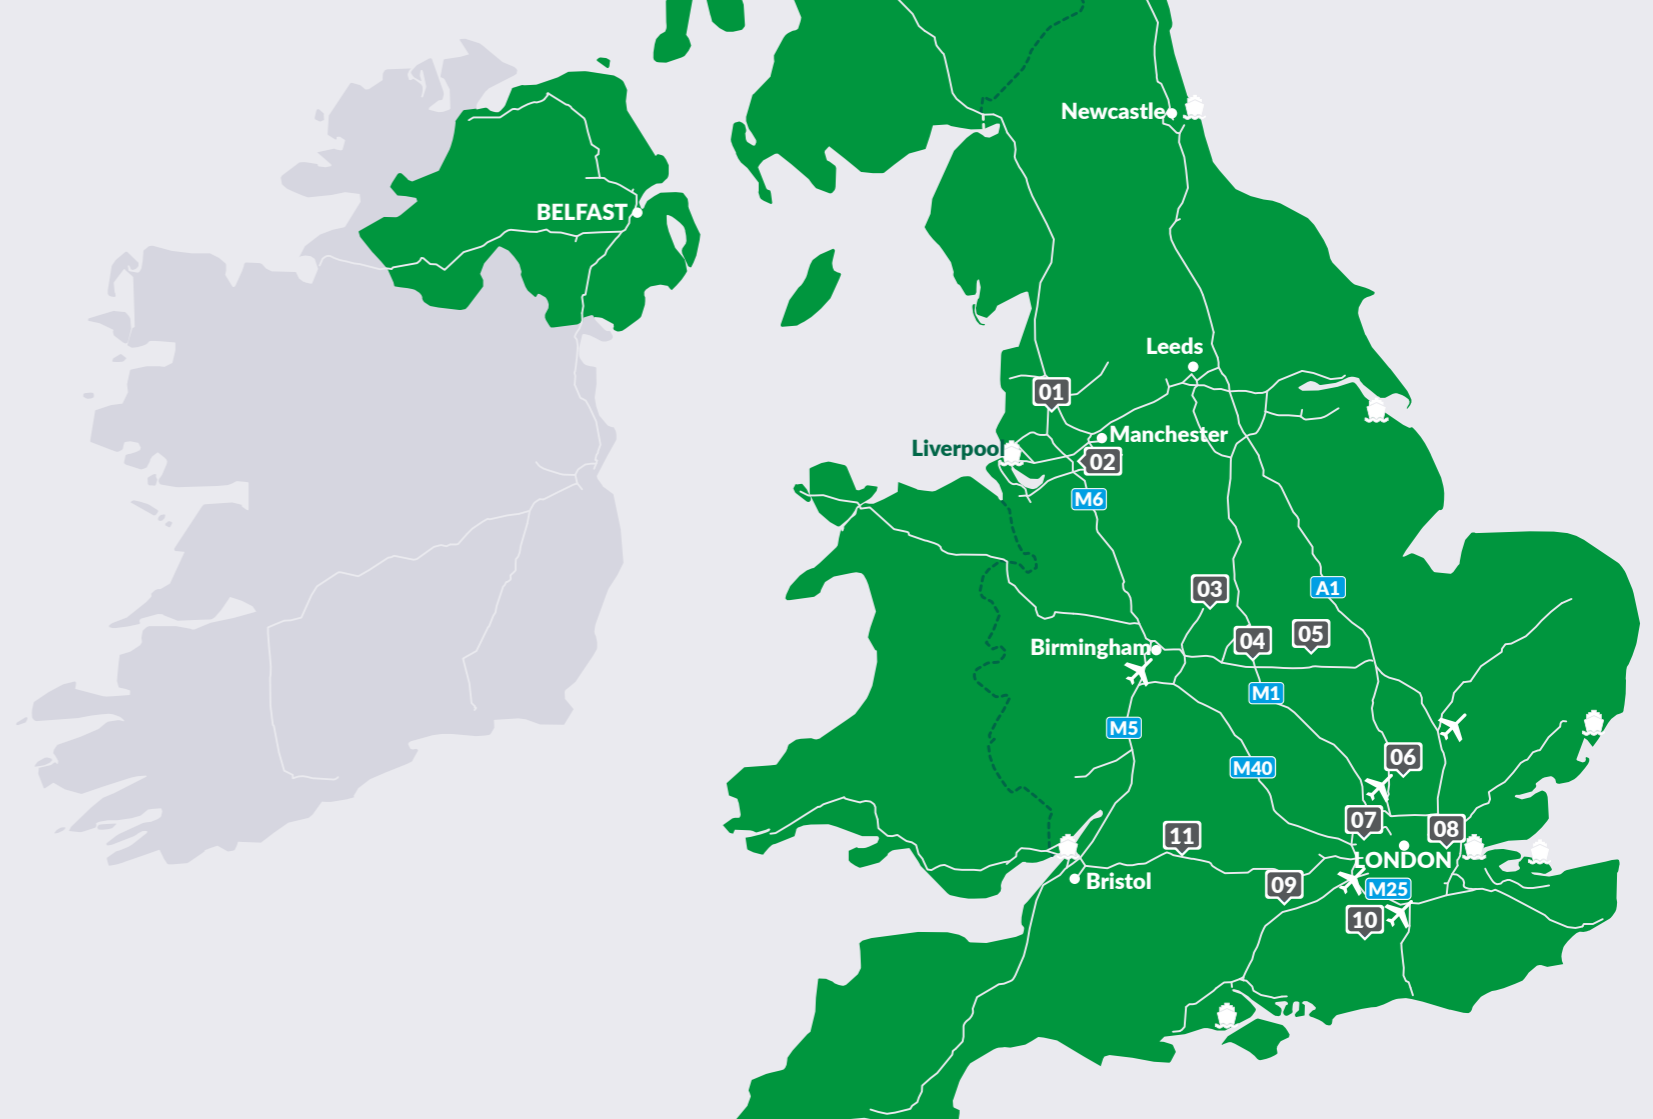 Newcastle
BELFAST
Leeds
01
Manchester
Liverpool
02
M6
A1
03
04
05
Birmingham
M1
M5
06
M40
07
08
11
LONDON
Bristol
09
M25
10